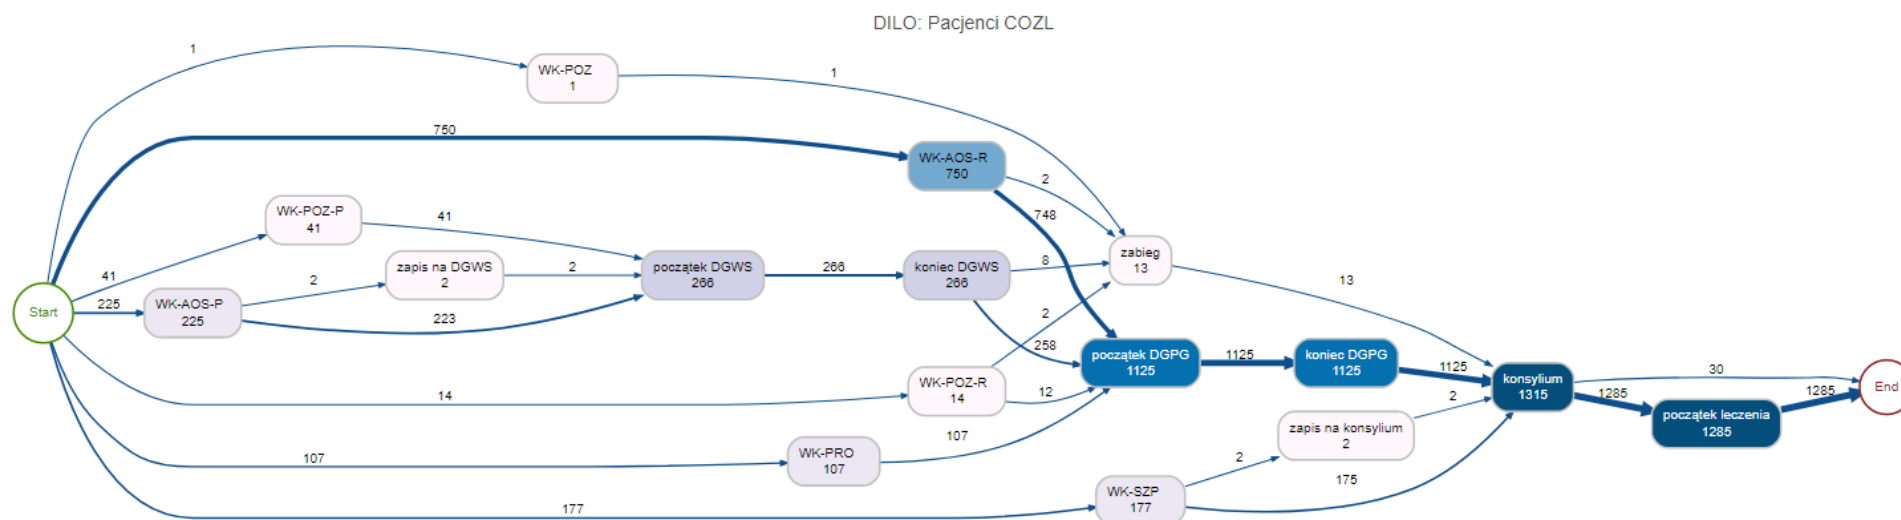 DILO: Pacjenci COZL
1
WK-POZ
1
1
750
WK-AOS-R
750
2
748
WK-POZ-P
41
41
41
zapis na DGWS
2
2
2
początek DGWS
266
266
koniec DGWS
266
8
258
zabieg
13
13
Start
225
WK-AOS-P
225
223
2
początek DGPG
1125
1125
koniec DGPG
1125
1125
konsylium
1315
30
1285
początek leczenia
1285
1285
End
14
WK-POZ-R
14
12
107
WK-PRO
107
107
zapis na konsylium
2
2
2
177
WK-SZP
177
175